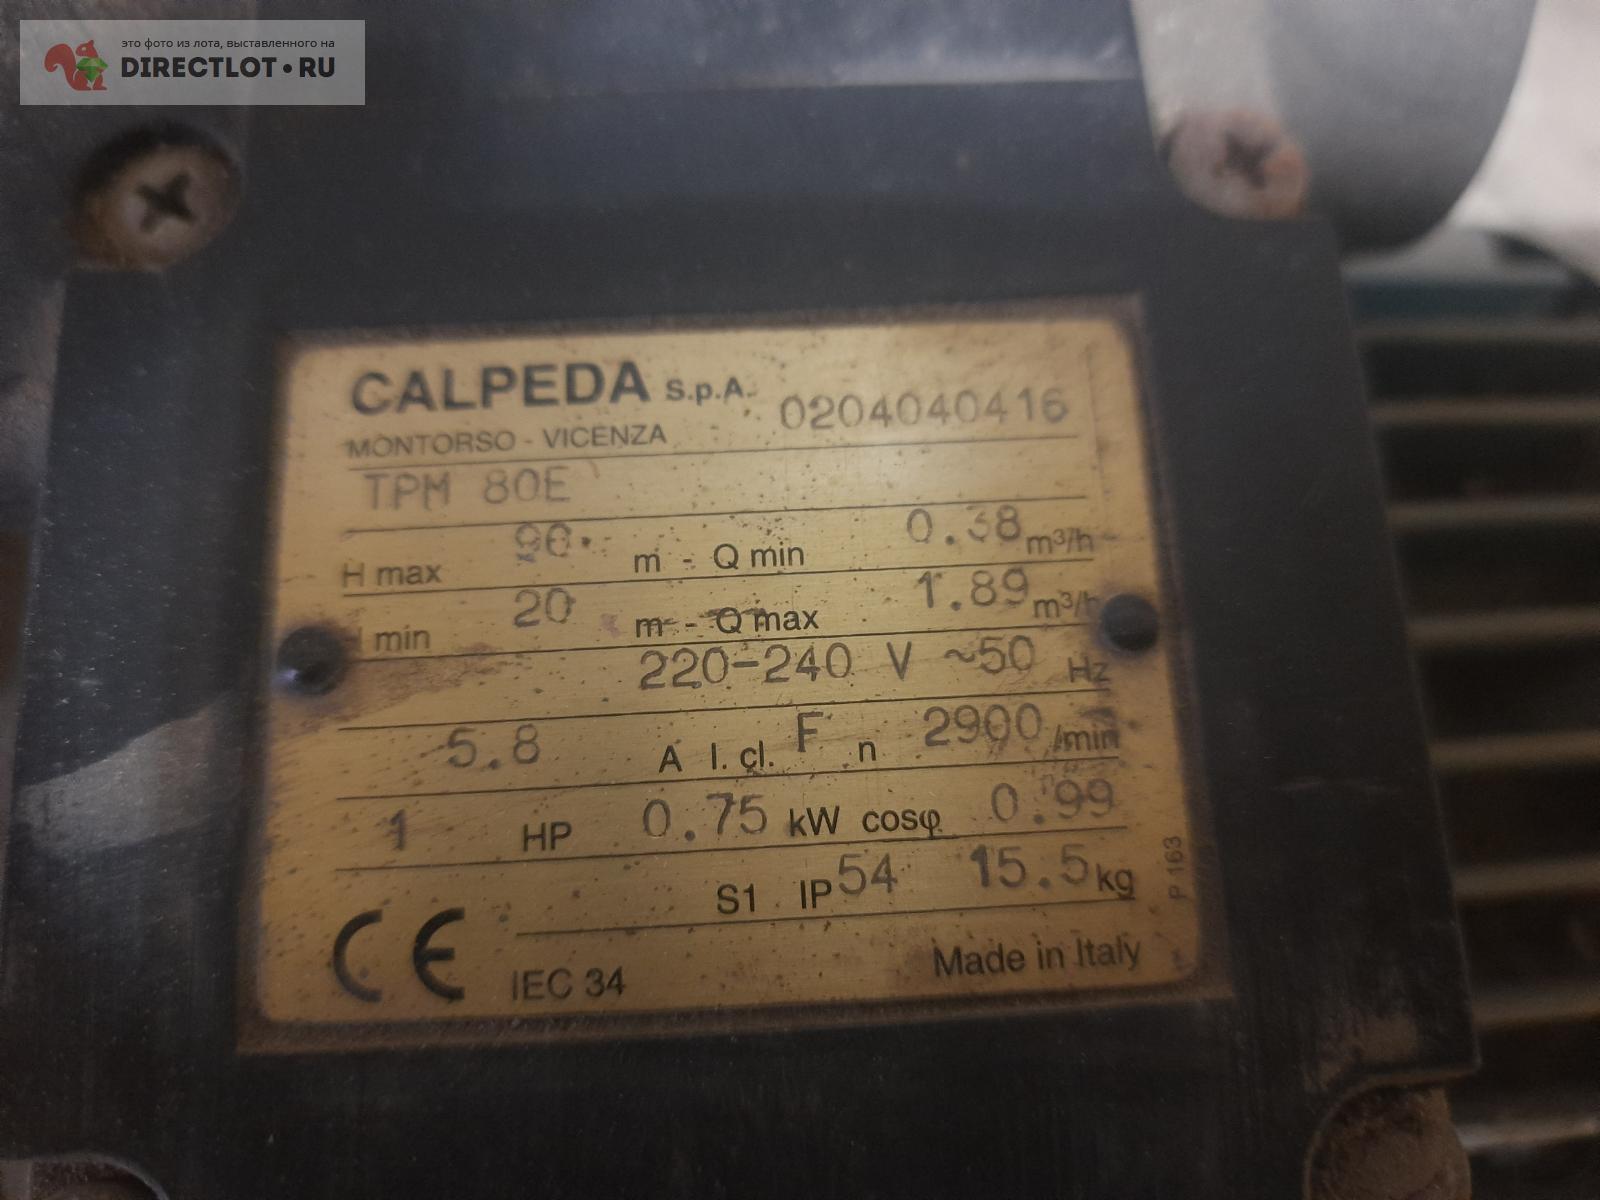 это фото из лота, выставленного на
DIRECTLOT•RU
CALPEDA S.p.A. 0204040416
MONTORSO - VICENZA
TPM 80E
H max m - Q min 0.38 m³/h
min 20 m - Q max 1.89 m³/h
220-240 V ~50 Hz
5.8 A I. cl. F n 2900 /min
1 HP 0.75 kW cosφ 0.99
S1 IP 54 15.5 kg
CE IEC 34 Made in Italy
P 163